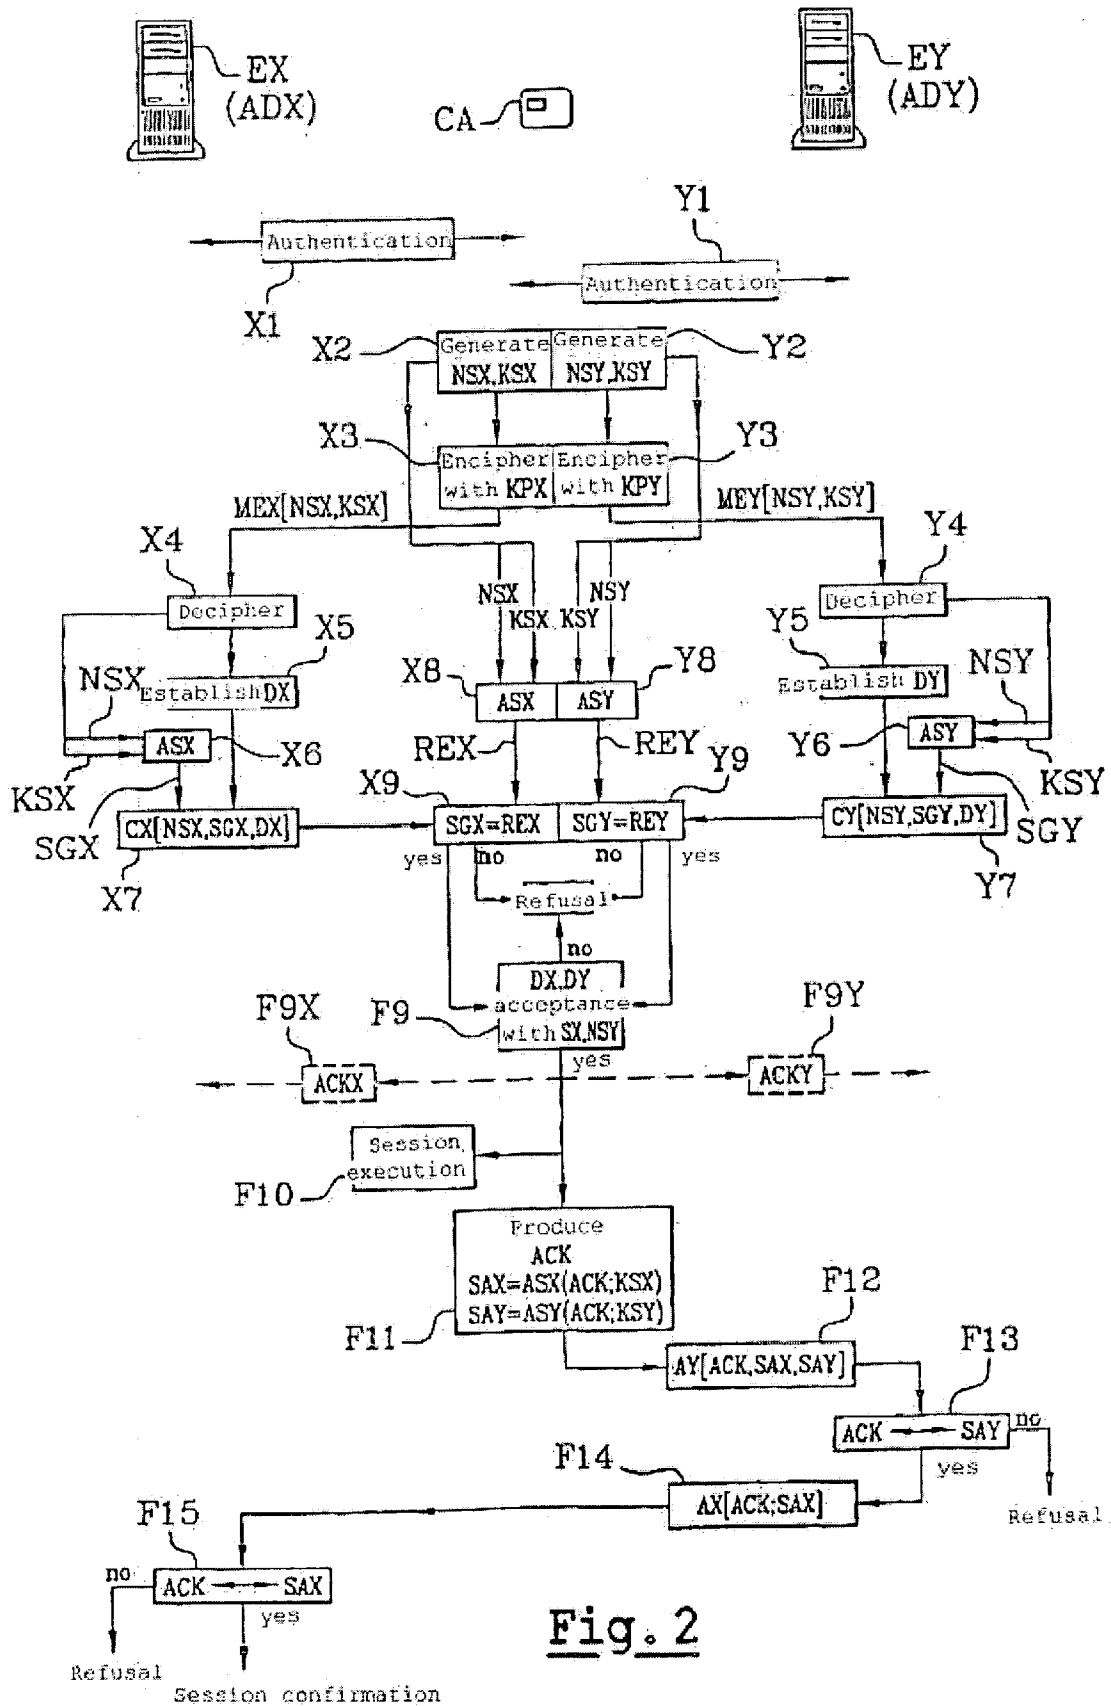 EX
(ADX)
CA
EY
(ADY)
Y1
Authentication
X1
Authentication
X2
Generate
NSX,KSX
Generate
NSY,KSY
Y2
X3
Encipher
with KPX
Encipher
with KPY
Y3
MEX[NSX,KSX]
MEY[NSY,KSY]
X4
Decipher
Y4
Decipher
NSX
KSX
KSY
NSY
X5
Establish DX
Y5
Establish DY
NSX
NSY
X8
ASX
ASY
Y8
ASX
X6
Y6
ASY
KSX
KSY
SGX
SGY
REX
REY
X9
Y9
CX[NSX,SGX,DX]
X7
SGX=REX
SGY=REY
CY[NSY,SGY,DY]
Y7
yes
no
no
yes
Refusal
no
DX,DY
acceptance
with SX,NSY
F9
yes
F9X
ACKX
F9Y
ACKY
Session
execution
F10
Produce
ACK
SAX=ASX(ACK;KSX)
SAY=ASY(ACK;KSY)
F11
F12
AY[ACK,SAX,SAY]
F13
ACK SAY
no
yes
Refusal
F14
AX[ACK;SAX]
F15
ACK SAX
no
yes
Refusal
Session confirmation
Fig. 2